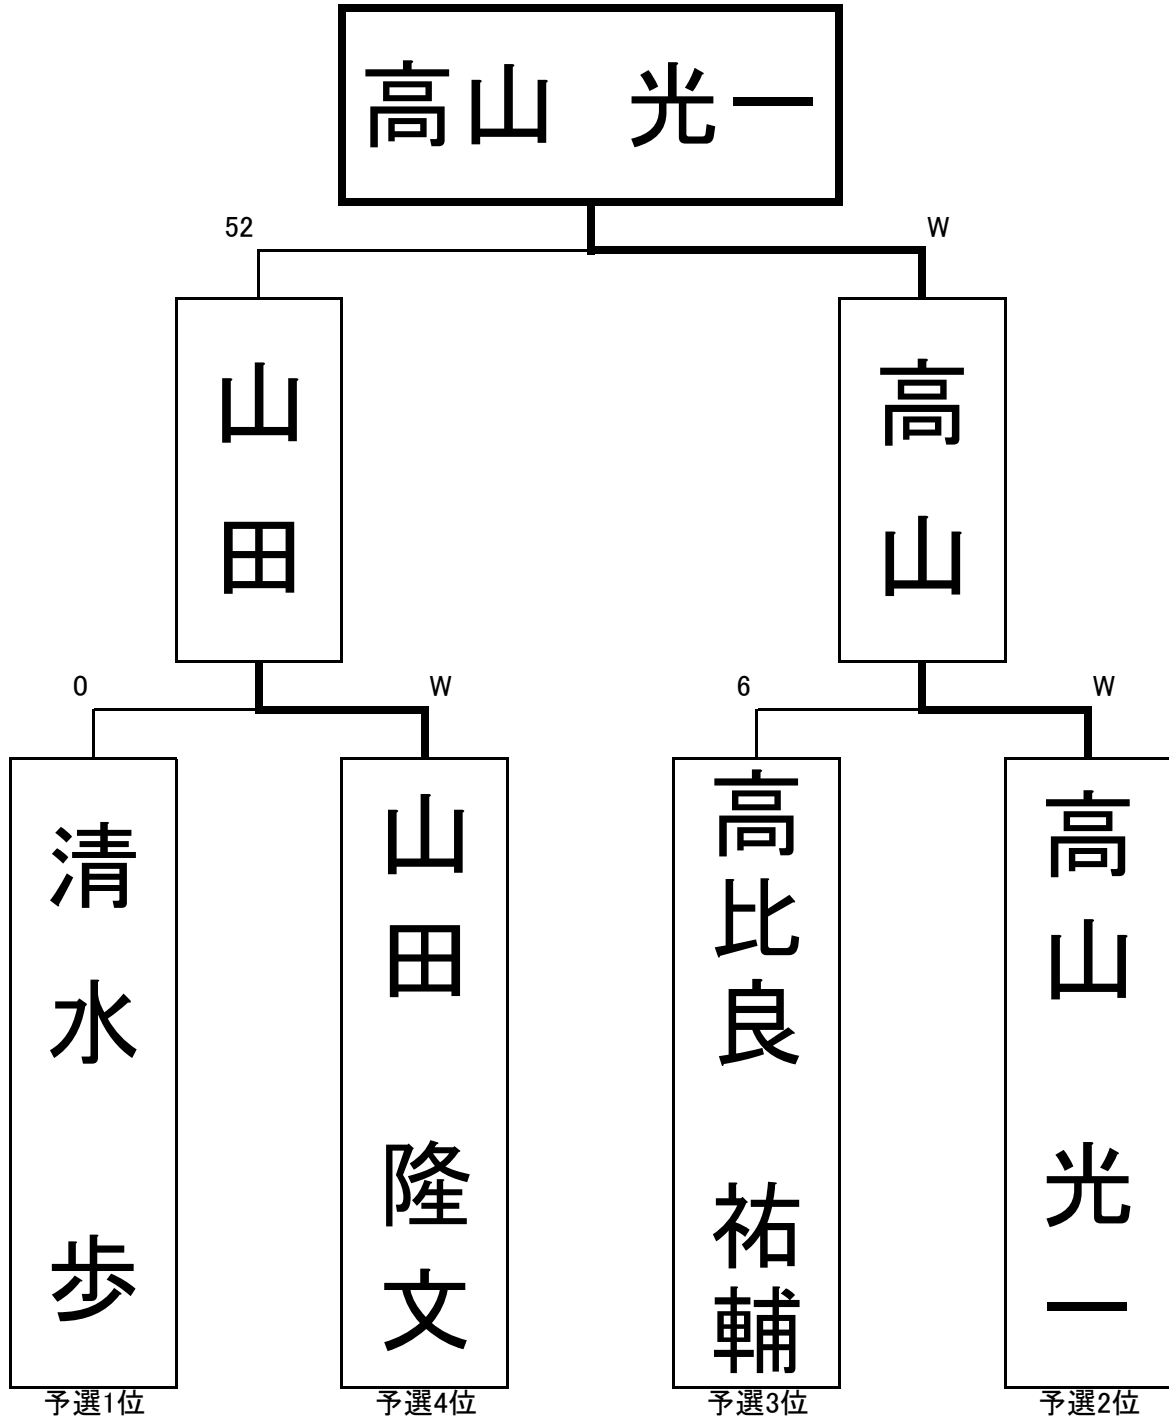 高山　光一
52
W
山田
高山
0
W
6
W
清水　歩
山田　隆文
高比良　祐輔
高山　光一
予選1位
予選4位
予選3位
予選2位